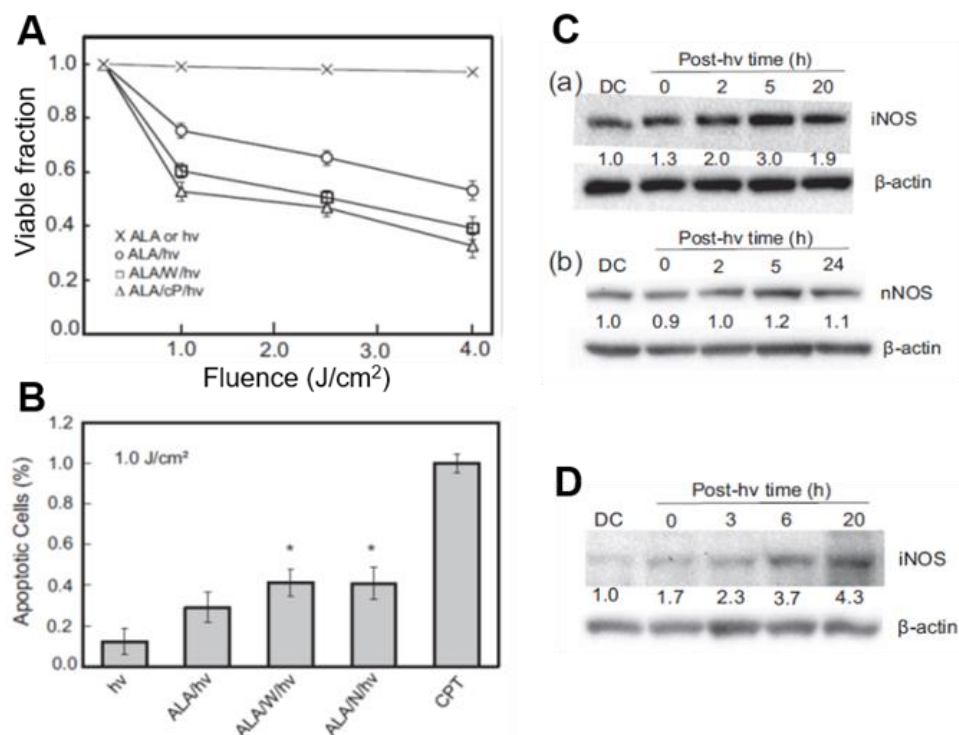 A
Viable fraction
1.0
0.8
0.6
0.4
0.2
0.0
X ALA or hv
○ ALA/hv
□ ALA/W/hv
△ ALA/cP/hv
1.0 2.0 3.0 4.0
Fluence (J/cm²)
B
Apoptotic Cells (%)
1.2
1.0
0.8
0.6
0.4
0.2
0.0
1.0 J/cm²
* *
hv ALA/hv ALA/W/hv ALA/N/hv CPT
C
(a)
Post-hv time (h)
DC 0 2 5 20
iNOS
1.0 1.3 2.0 3.0 1.9
β-actin
(b)
Post-hv time (h)
DC 0 2 5 24
nNOS
1.0 0.9 1.0 1.2 1.1
β-actin
D
Post-hv time (h)
DC 0 3 6 20
iNOS
1.0 1.7 2.3 3.7 4.3
β-actin